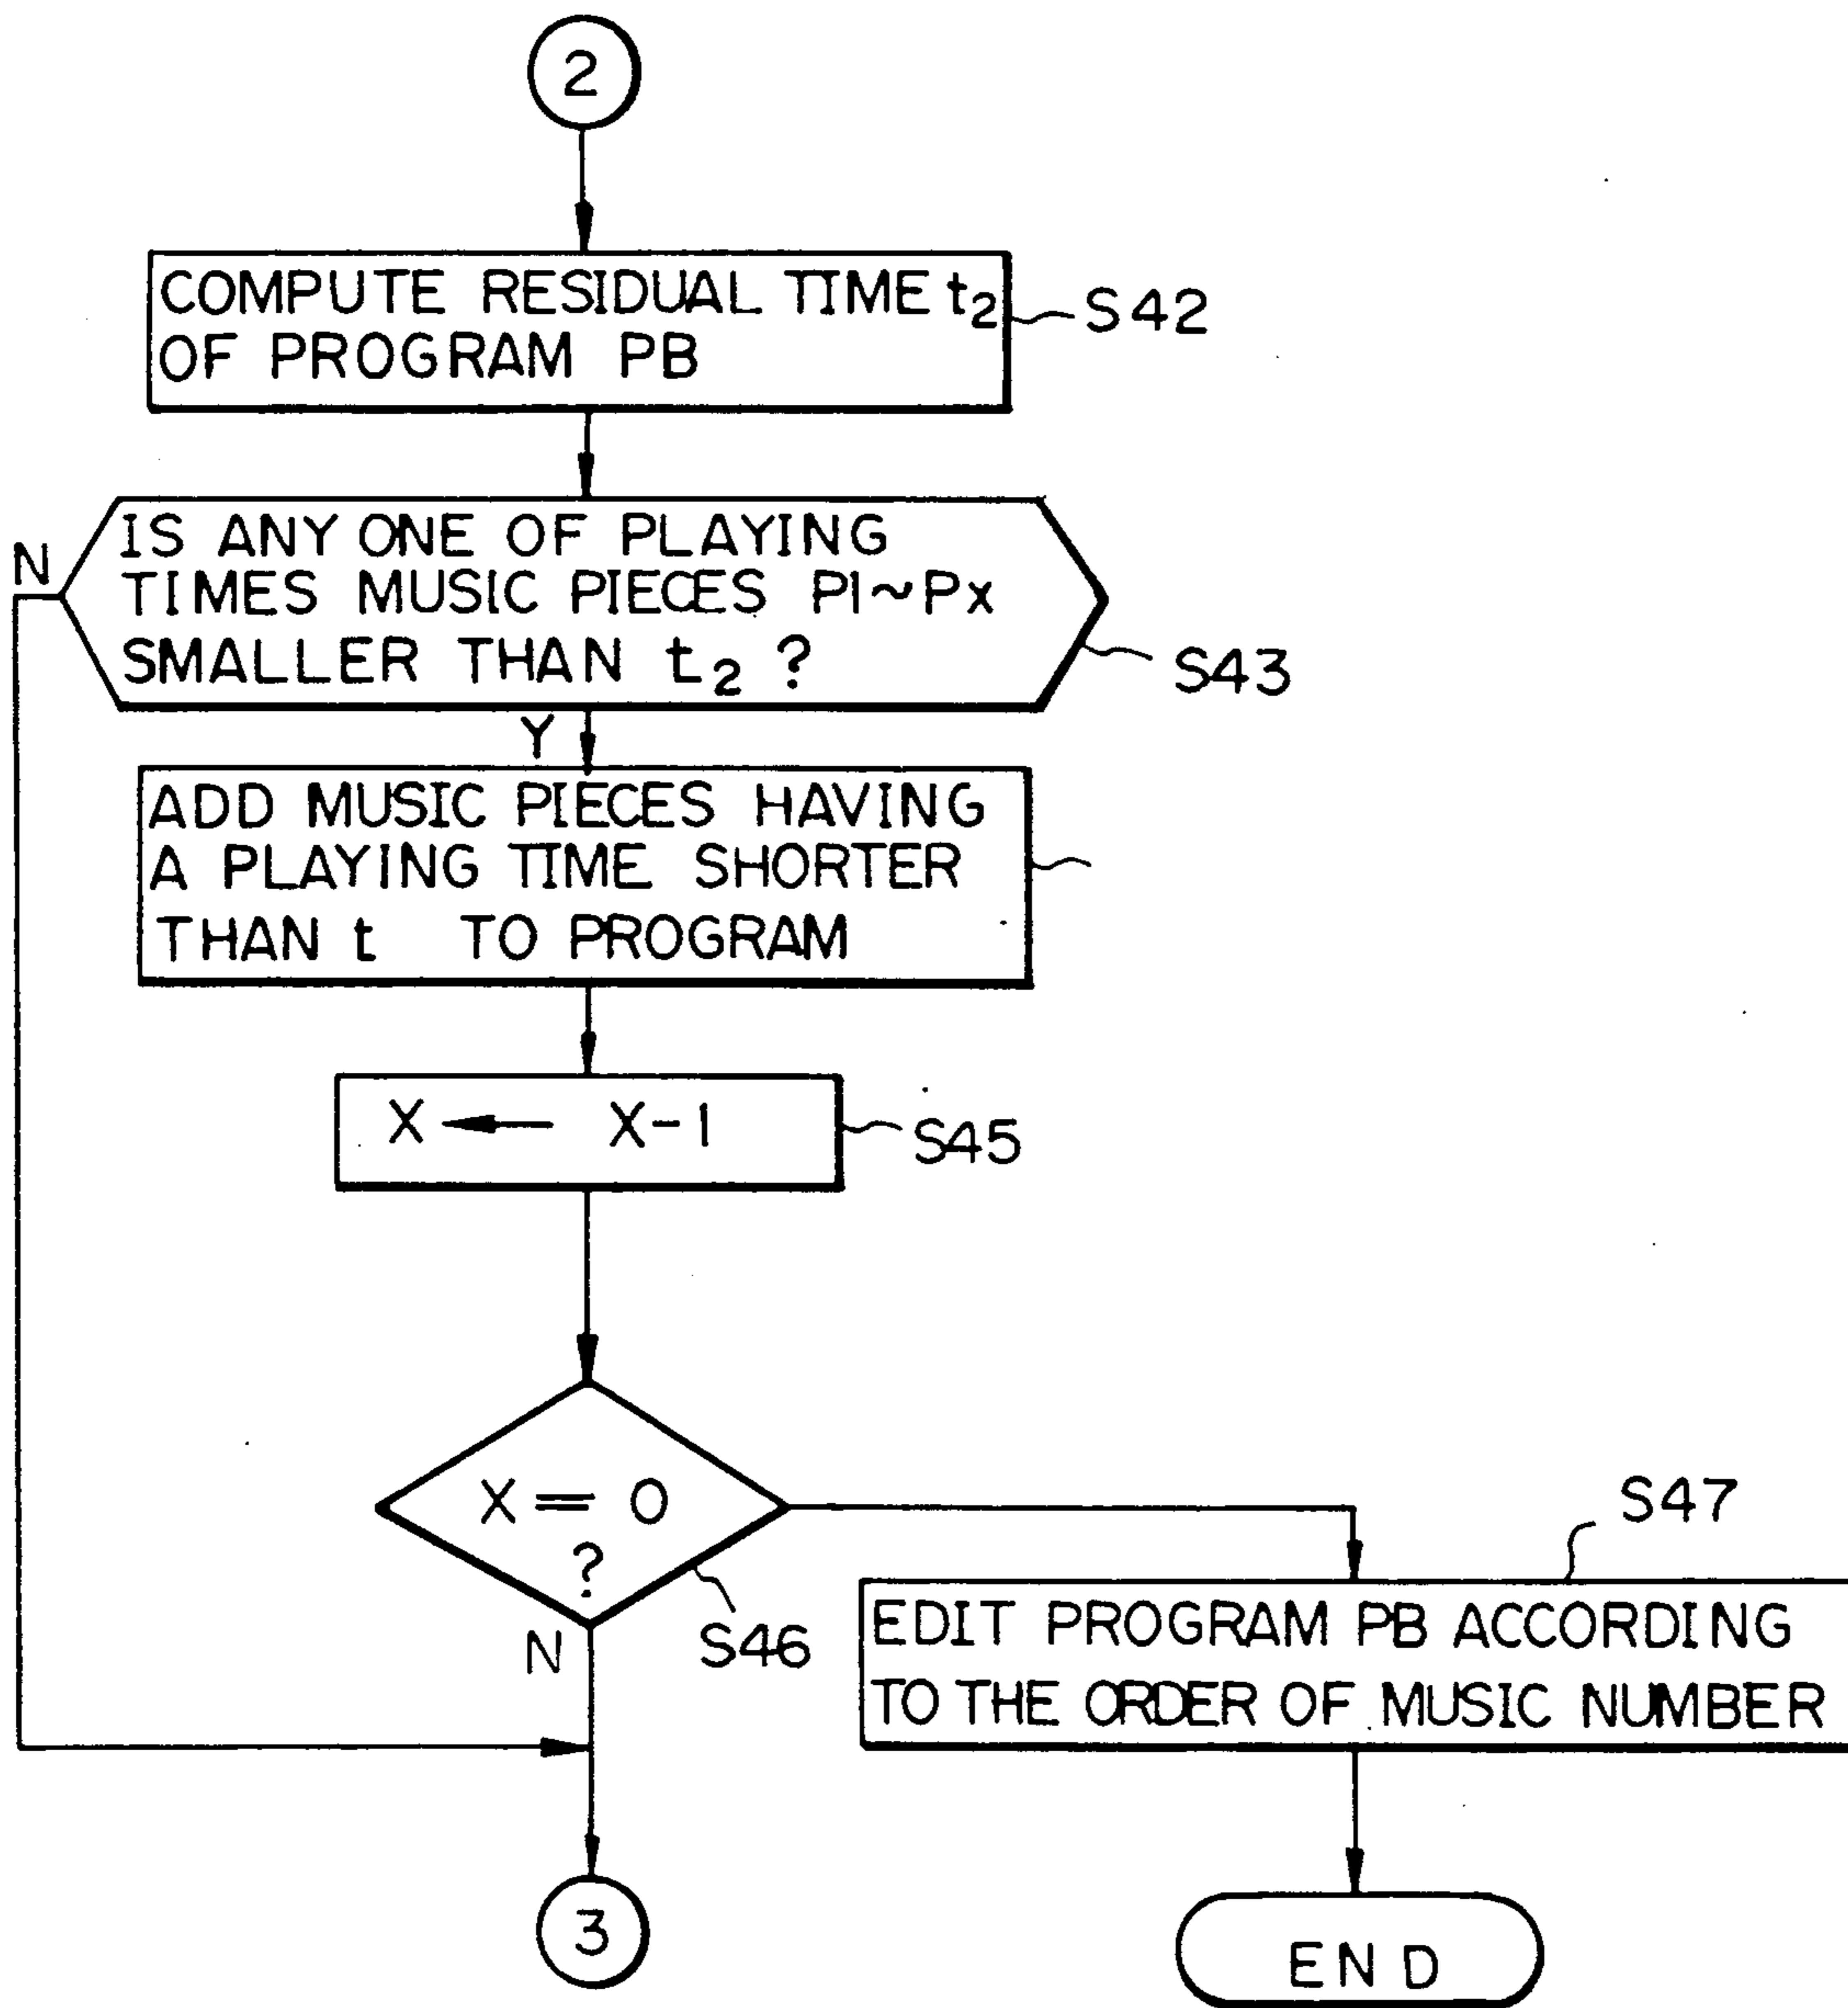 2
COMPUTE RESIDUAL TIME t₂
OF PROGRAM PB
S42
N
IS ANY ONE OF PLAYING
TIMES MUSIC PIECES P1~Px
SMALLER THAN t₂ ?
S43
Y
ADD MUSIC PIECES HAVING
A PLAYING TIME SHORTER
THAN t TO PROGRAM
X ← X-1
S45
X = 0
?
S46
N
S47
EDIT PROGRAM PB ACCORDING
TO THE ORDER OF MUSIC NUMBER
3
END